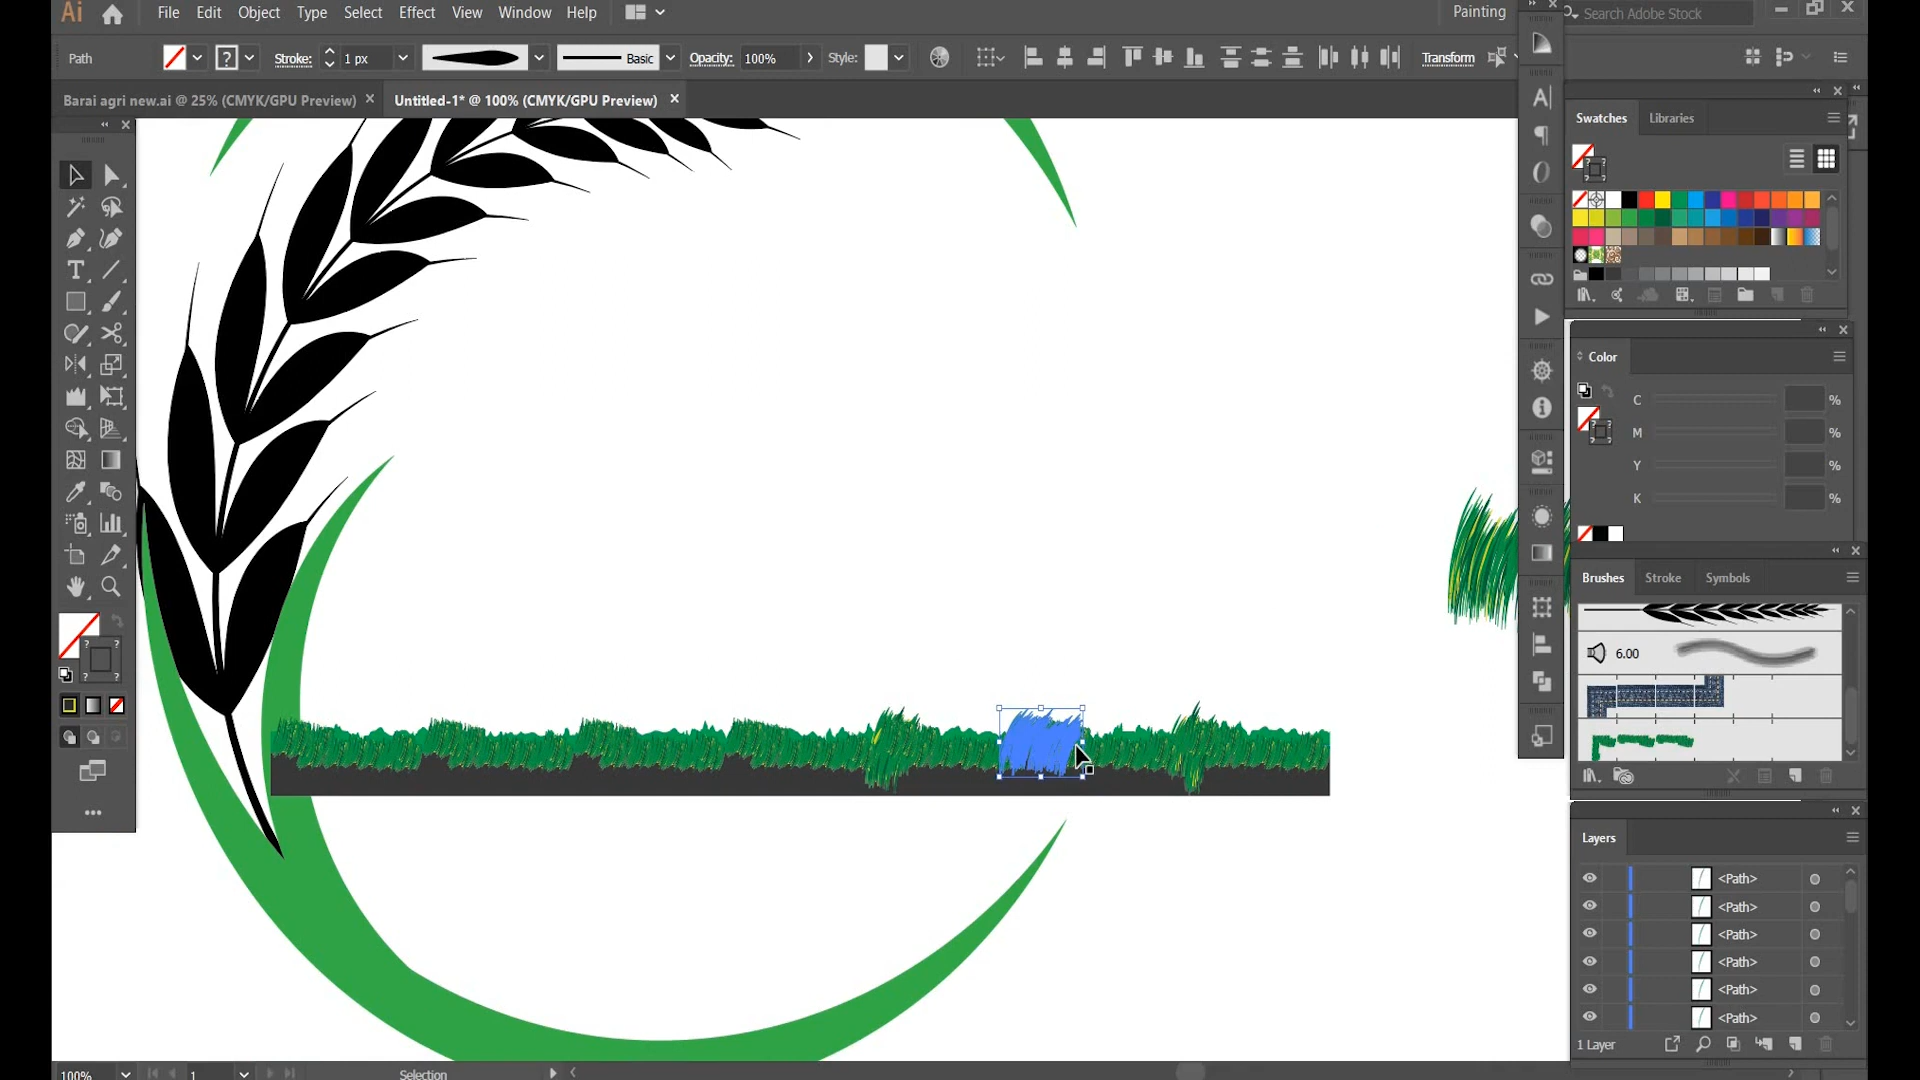 Ai File Edit Object Type Select Effect View Window Help Painting Search Adobe Stock
Path Stroke: 1 px Basic Opacity: 100% Style: Transform
Barai agri new.ai @ 25% (CMYK/GPU Preview) Untitled-1* @ 100% (CMYK/GPU Preview)
Swatches Libraries
Color
C %
M %
Y %
K %
Brushes Stroke Symbols
6.00
Layers
<Path>
<Path>
<Path>
<Path>
<Path>
<Path>
1 Layer
100% 1 Selection